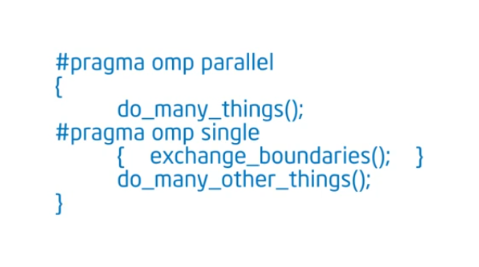 #pragma omp parallel
{
do_many_things();
#pragma omp single
{ exchange_boundaries(); }
do_many_other_things();
}